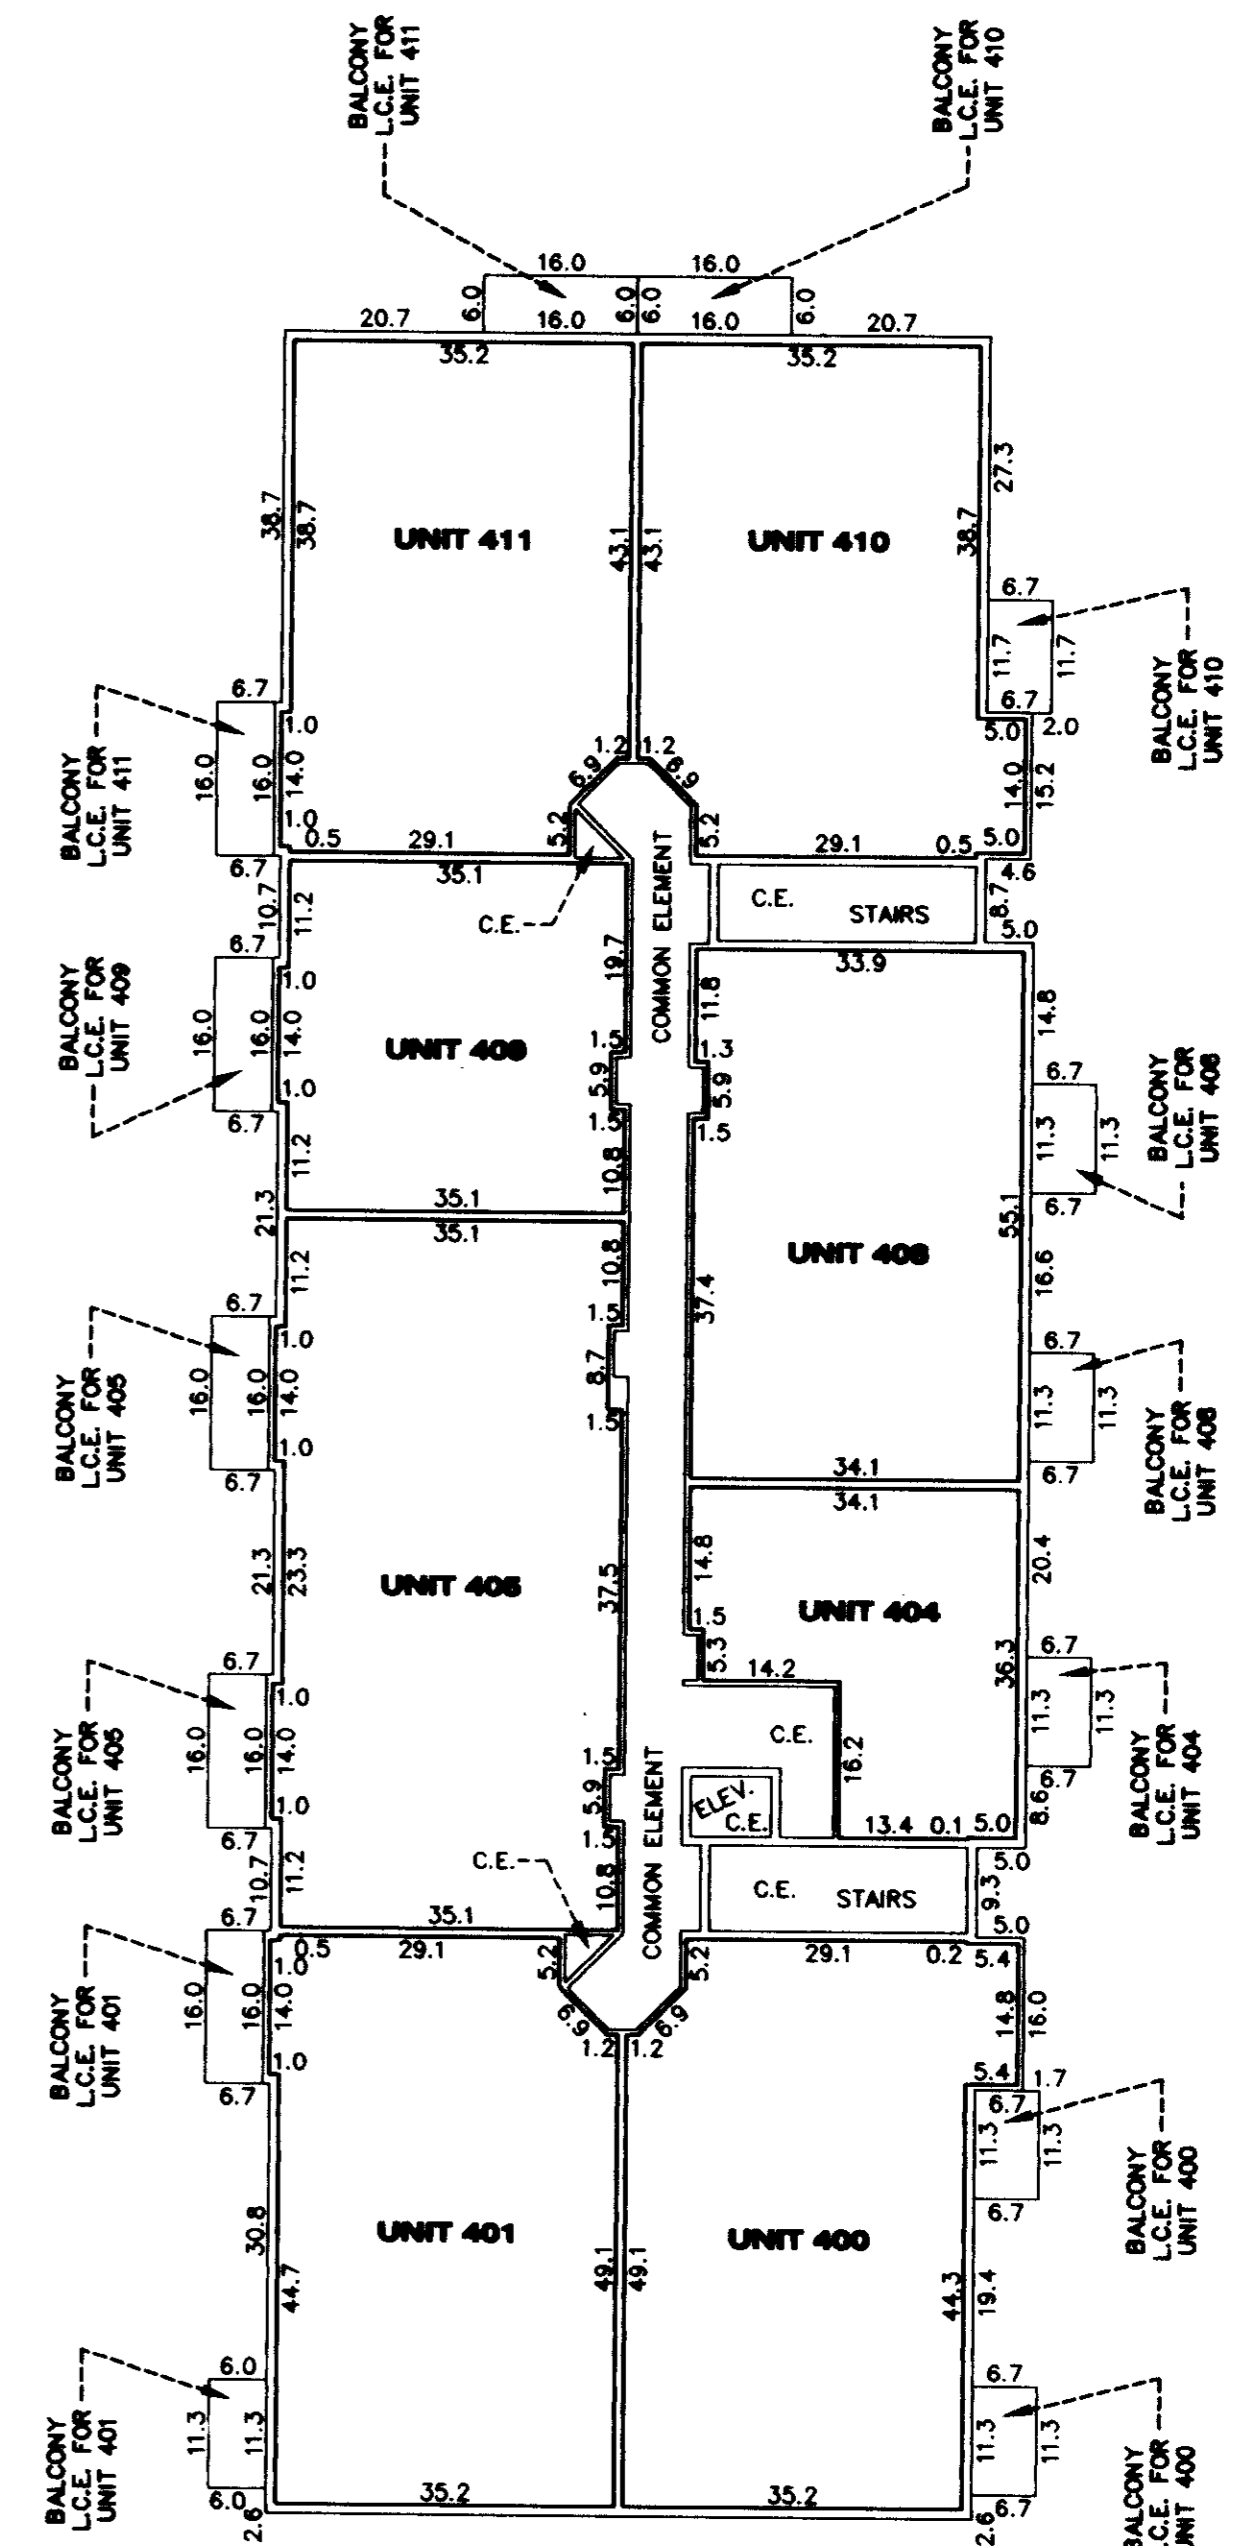 BALCONY
L.C.E. FOR
UNIT 411
BALCONY
L.C.E. FOR
UNIT 410
16.0
16.0
6.0
6.0
6.0
6.0
20.7
16.0
16.0
20.7
35.2
35.2
38.7
38.7
UNIT 411
43.1
43.1
UNIT 410
38.7
27.3
6.7
11.7
11.7
6.7
5.0
2.0
14.0
15.2
5.0
BALCONY
L.C.E. FOR
UNIT 410
BALCONY
L.C.E. FOR
UNIT 411
6.7
16.0
16.0
1.0
14.0
1.0
6.7
0.5
29.1
5.2
6.9
1.2
1.2
6.9
5.2
29.1
0.5
4.6
35.1
C.E.
C.E.
STAIRS
8.7
5.0
10.7
11.2
COMMON ELEMENT
33.9
19.7
11.8
14.8
BALCONY
L.C.E. FOR
UNIT 409
6.7
16.0
16.0
1.0
14.0
1.0
6.7
UNIT 409
1.5
5.9
1.5
1.3
5.9
1.5
6.7
11.3
11.3
6.7
BALCONY
L.C.E. FOR
UNIT 408
11.2
10.8
21.3
35.1
35.1
11.2
10.8
37.4
UNIT 408
55.1
16.6
BALCONY
L.C.E. FOR
UNIT 405
6.7
16.0
16.0
1.0
14.0
1.0
6.7
1.5
8.7
1.5
6.7
11.3
11.3
6.7
BALCONY
L.C.E. FOR
UNIT 408
34.1
34.1
21.3
23.3
UNIT 405
37.5
14.8
1.5
5.3
14.2
UNIT 404
36.3
20.4
BALCONY
L.C.E. FOR
UNIT 405
6.7
16.0
16.0
1.0
14.0
1.0
6.7
1.5
5.9
1.5
C.E.
16.2
6.7
11.3
11.3
6.7
BALCONY
L.C.E. FOR
UNIT 404
ELEV.
C.E.
13.4
0.1
5.0
8.6
10.7
11.2
C.E.
10.8
COMMON ELEMENT
C.E.
STAIRS
5.0
9.3
5.0
35.1
6.7
0.5
29.1
5.2
5.2
29.1
0.2
5.4
BALCONY
L.C.E. FOR
UNIT 401
16.0
16.0
1.0
14.0
1.0
6.7
6.9
1.2
1.2
6.9
14.8
16.0
5.4
1.7
6.7
11.3
11.3
6.7
BALCONY
L.C.E. FOR
UNIT 400
30.8
44.7
UNIT 401
49.1
49.1
UNIT 400
44.3
19.4
BALCONY
L.C.E. FOR
UNIT 401
6.0
11.3
11.3
6.0
2.6
35.2
35.2
6.7
11.3
11.3
6.7
2.6
BALCONY
L.C.E. FOR
UNIT 400